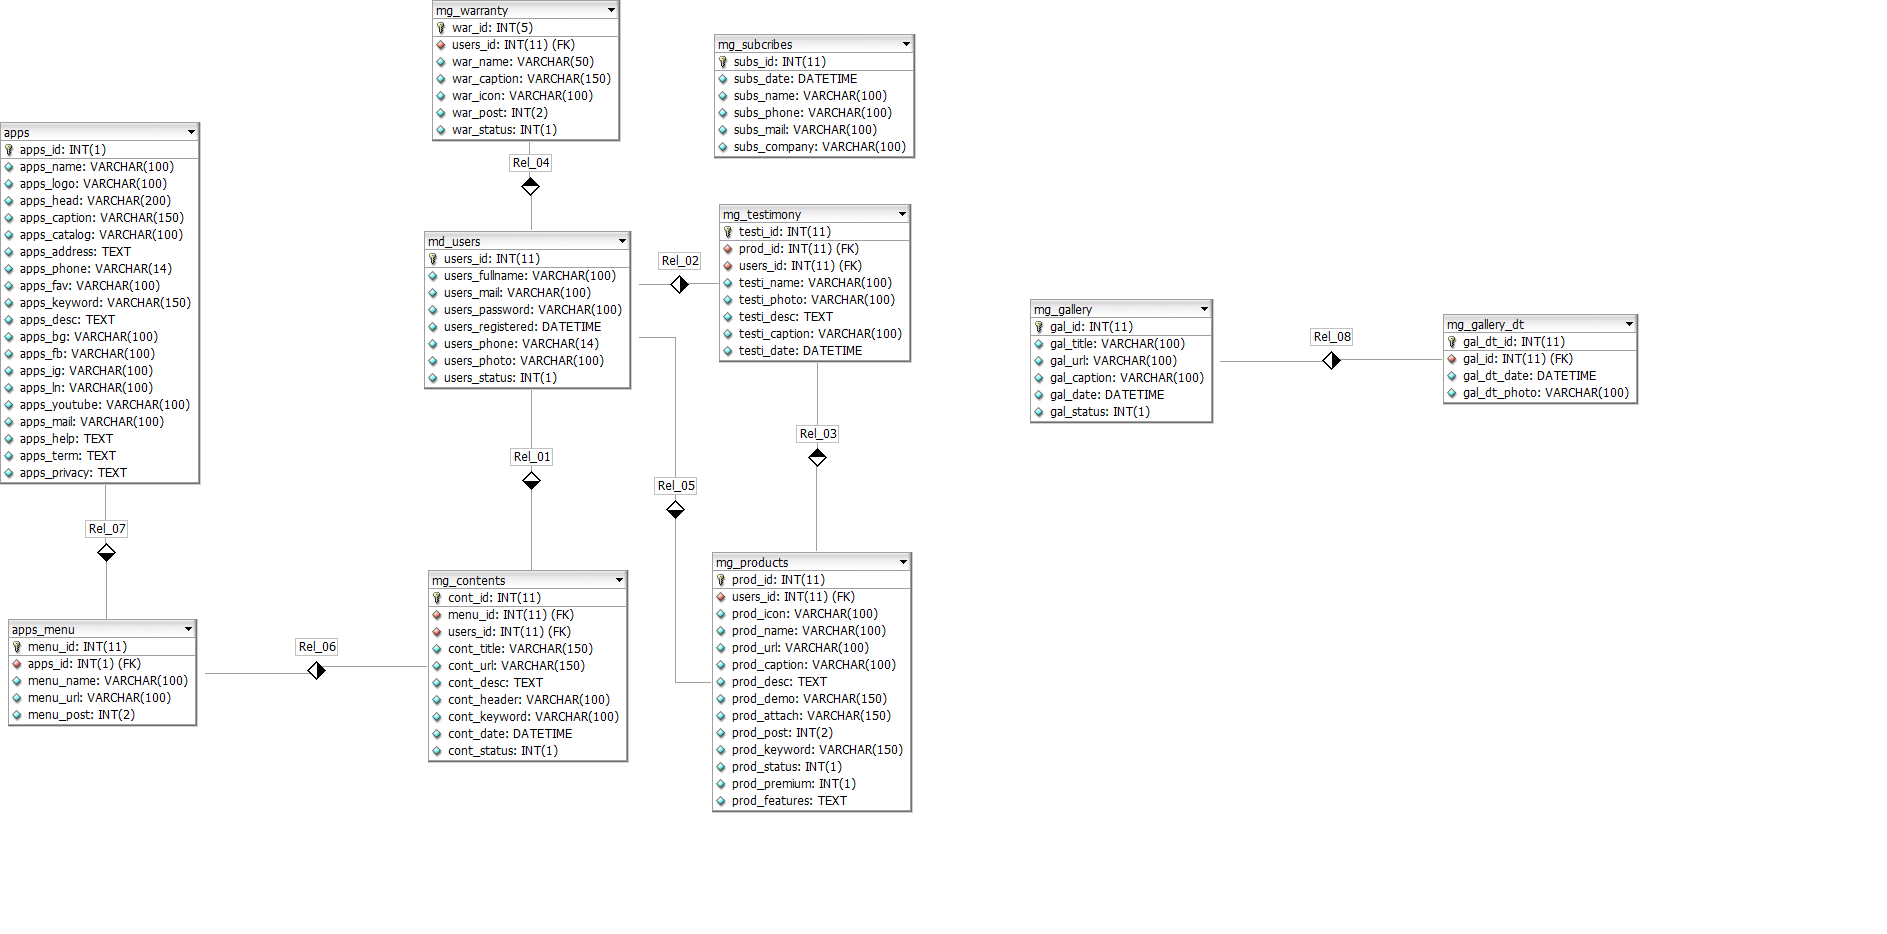 mg_warranty
war_id: INT(5)
users_id: INT(11) (FK)
war_name: VARCHAR(50)
war_caption: VARCHAR(150)
war_icon: VARCHAR(100)
war_post: INT(2)
war_status: INT(1)
mg_subcribes
subs_id: INT(11)
subs_date: DATETIME
subs_name: VARCHAR(100)
subs_phone: VARCHAR(100)
subs_mail: VARCHAR(100)
subs_company: VARCHAR(100)
apps
apps_id: INT(1)
apps_name: VARCHAR(100)
apps_logo: VARCHAR(100)
apps_head: VARCHAR(200)
apps_caption: VARCHAR(150)
apps_catalog: VARCHAR(100)
apps_address: TEXT
apps_phone: VARCHAR(14)
apps_fav: VARCHAR(100)
apps_keyword: VARCHAR(150)
apps_desc: TEXT
apps_bg: VARCHAR(100)
apps_fb: VARCHAR(100)
apps_ig: VARCHAR(100)
apps_ln: VARCHAR(100)
apps_youtube: VARCHAR(100)
apps_mail: VARCHAR(100)
apps_help: TEXT
apps_term: TEXT
apps_privacy: TEXT
Rel_04
md_users
users_id: INT(11)
users_fullname: VARCHAR(100)
users_mail: VARCHAR(100)
users_password: VARCHAR(100)
users_registered: DATETIME
users_phone: VARCHAR(14)
users_photo: VARCHAR(100)
users_status: INT(1)
Rel_02
mg_testimony
testi_id: INT(11)
prod_id: INT(11) (FK)
users_id: INT(11) (FK)
testi_name: VARCHAR(100)
testi_photo: VARCHAR(100)
testi_desc: TEXT
testi_caption: VARCHAR(100)
testi_date: DATETIME
mg_gallery
gal_id: INT(11)
gal_title: VARCHAR(100)
gal_url: VARCHAR(100)
gal_caption: VARCHAR(100)
gal_date: DATETIME
gal_status: INT(1)
Rel_08
mg_gallery_dt
gal_dt_id: INT(11)
gal_id: INT(11) (FK)
gal_dt_date: DATETIME
gal_dt_photo: VARCHAR(100)
Rel_03
Rel_01
Rel_05
Rel_07
apps_menu
menu_id: INT(11)
apps_id: INT(1) (FK)
menu_name: VARCHAR(100)
menu_url: VARCHAR(100)
menu_post: INT(2)
Rel_06
mg_contents
cont_id: INT(11)
menu_id: INT(11) (FK)
users_id: INT(11) (FK)
cont_title: VARCHAR(150)
cont_url: VARCHAR(150)
cont_desc: TEXT
cont_header: VARCHAR(100)
cont_keyword: VARCHAR(100)
cont_date: DATETIME
cont_status: INT(1)
mg_products
prod_id: INT(11)
users_id: INT(11) (FK)
prod_icon: VARCHAR(100)
prod_name: VARCHAR(100)
prod_url: VARCHAR(100)
prod_caption: VARCHAR(100)
prod_desc: TEXT
prod_demo: VARCHAR(150)
prod_attach: VARCHAR(150)
prod_post: INT(2)
prod_keyword: VARCHAR(150)
prod_status: INT(1)
prod_premium: INT(1)
prod_features: TEXT